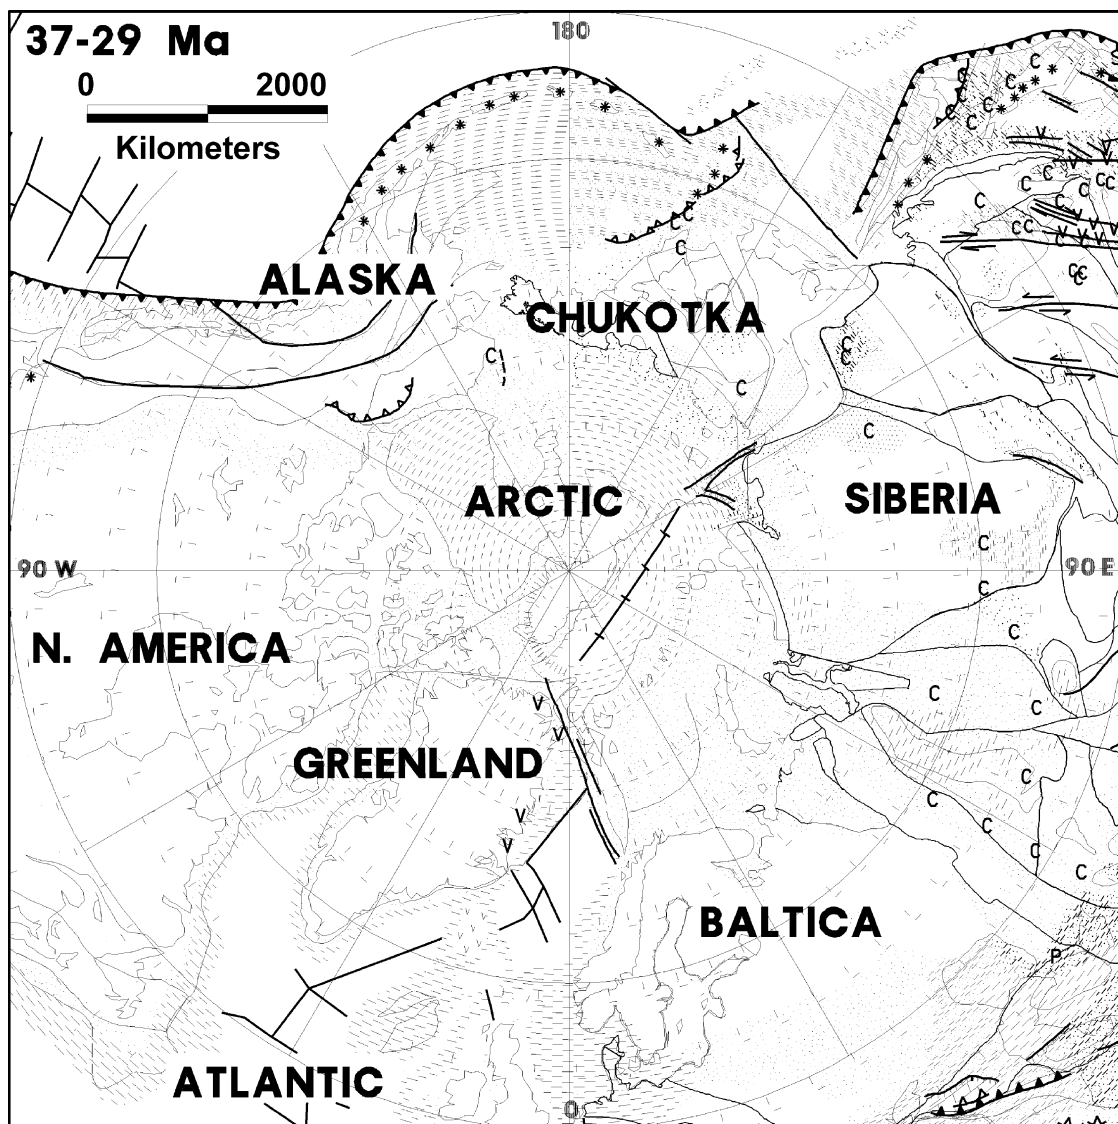 37-29 Ma
180
0 2000
Kilometers
ALASKA
CHUKOTKA
ARCTIC
SIBERIA
90 W
90 E
N. AMERICA
GREENLAND
BALTICA
ATLANTIC
0